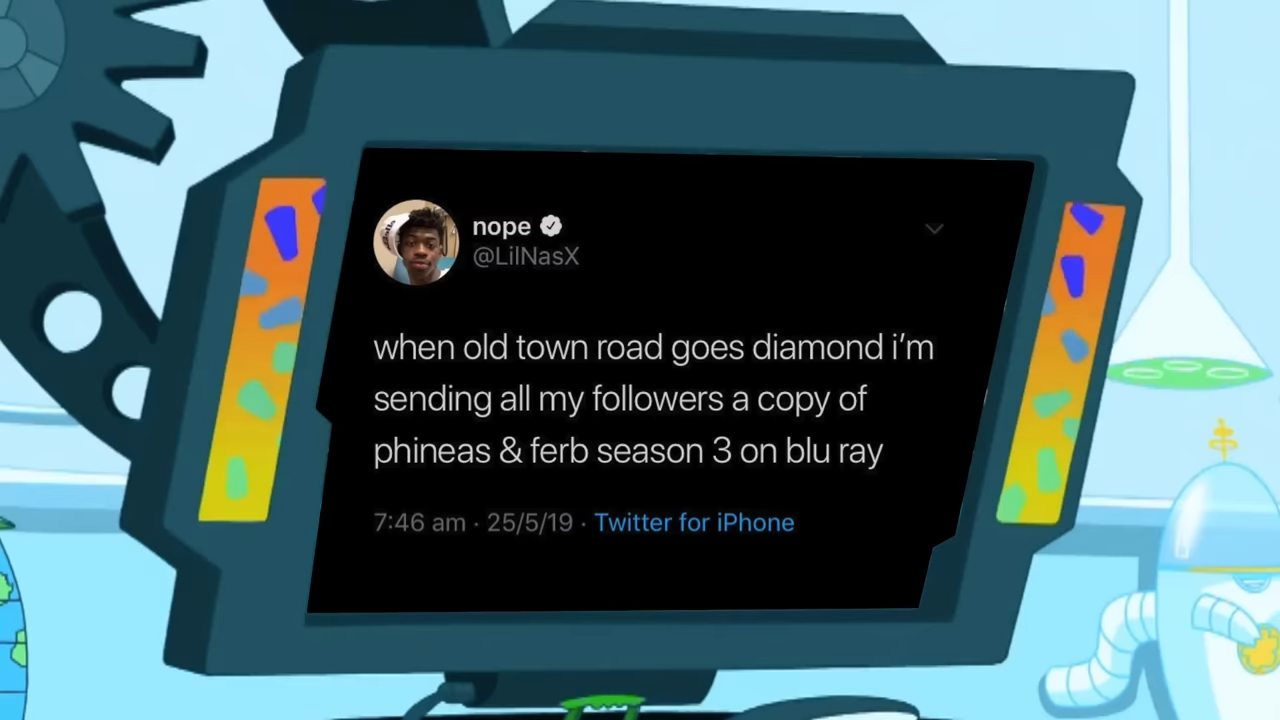 nope
@LilNasX
when old town road goes diamond i’m
sending all my followers a copy of
phineas & ferb season 3 on blu ray
7:46 am · 25/5/19 · Twitter for iPhone